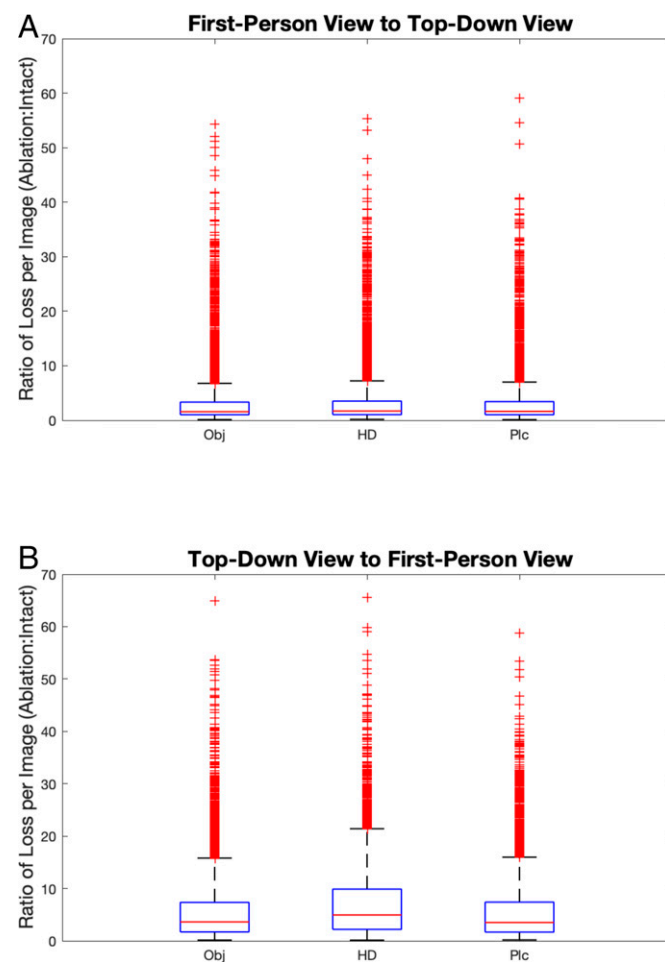 A
First-Person View to Top-Down View
Ratio of Loss per Image (Ablation:Intact)
70
60
50
40
30
20
10
0
Obj HD Plc
B
Top-Down View to First-Person View
Ratio of Loss per Image (Ablation:Intact)
70
60
50
40
30
20
10
0
Obj HD Plc